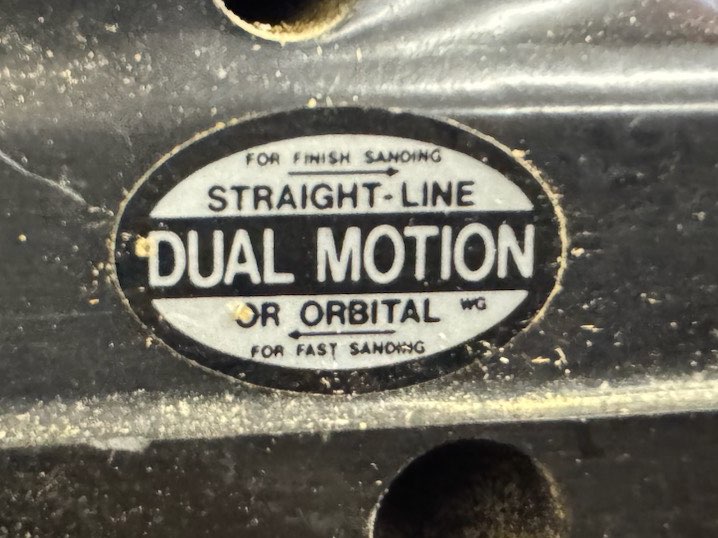 FOR FINISH SANDING
STRAIGHT-LINE
DUAL MOTION
OR ORBITAL WG
FOR FAST SANDING